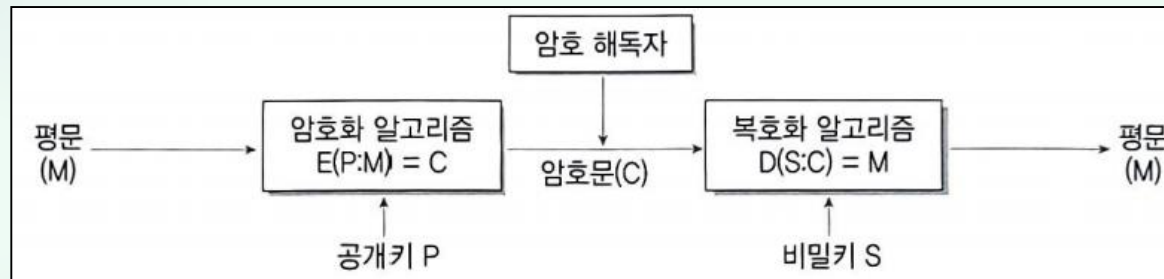 암호 해독자
평문
(M)
암호화 알고리즘
E(P:M) = C
암호문(C)
복호화 알고리즘
D(S:C) = M
평문
(M)
공개키 P
비밀키 S